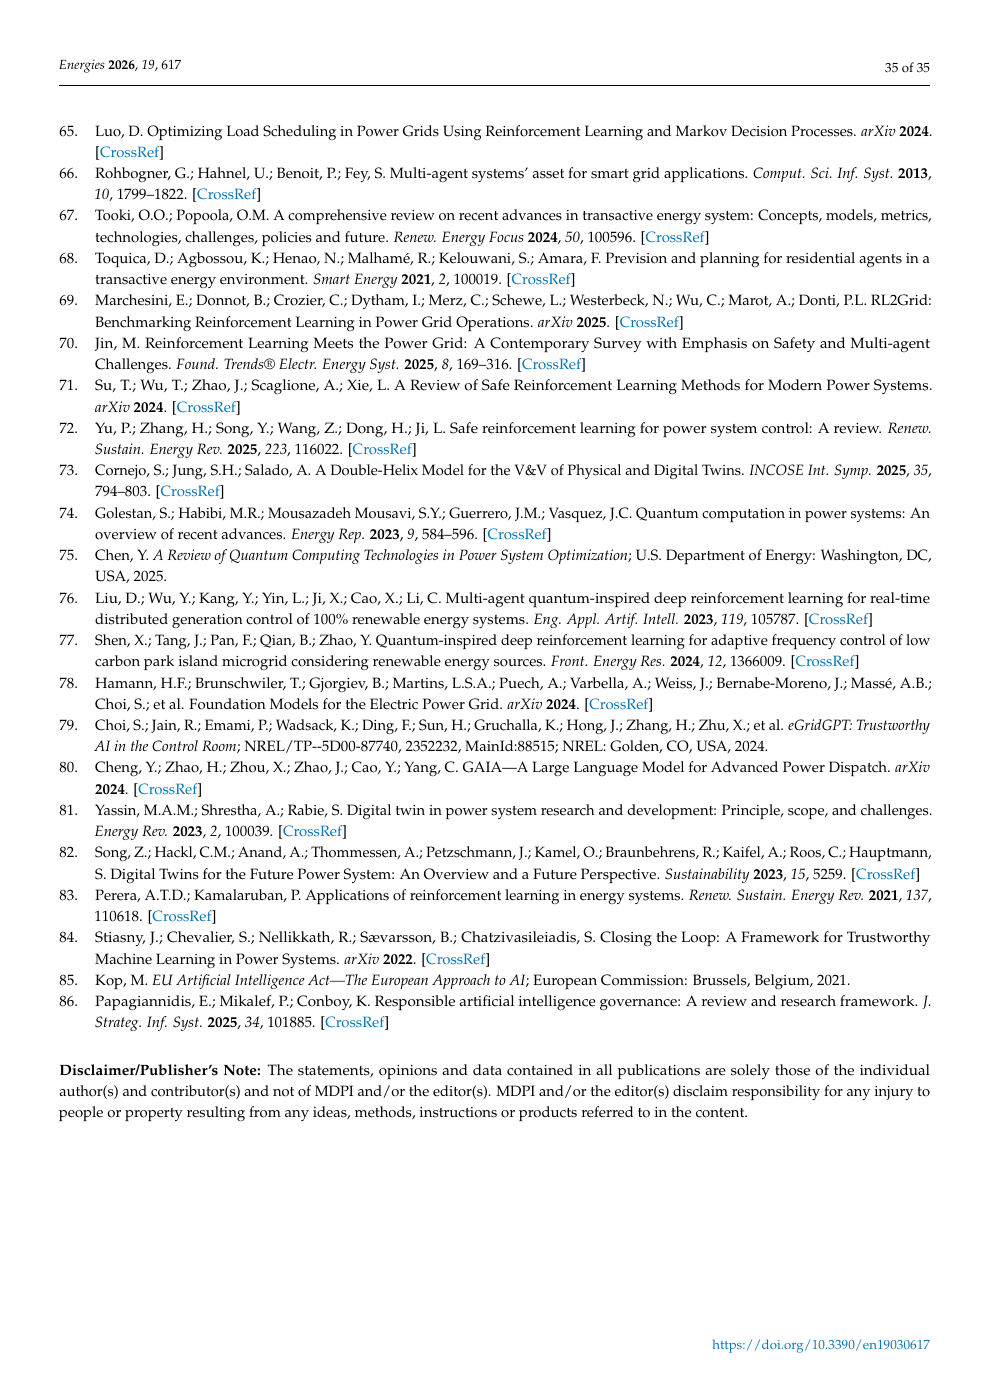 Energies 2026, 19, 617
35 of 35
65. Luo, D. Optimizing Load Scheduling in Power Grids Using Reinforcement Learning and Markov Decision Processes. arXiv 2024.
[CrossRef]
66. Rohbogner, G.; Hahnel, U.; Benoit, P.; Fey, S. Multi-agent systems' asset for smart grid applications. Comput. Sci. Inf. Syst. 2013,
10, 1799–1822. [CrossRef]
67. Tooki, O.O.; Popoola, O.M. A comprehensive review on recent advances in transactive energy system: Concepts, models, metrics,
technologies, challenges, policies and future. Renew. Energy Focus 2024, 50, 100596. [CrossRef]
68. Toquica, D.; Agbossou, K.; Henao, N.; Malhamé, R.; Kelouwani, S.; Amara, F. Prevision and planning for residential agents in a
transactive energy environment. Smart Energy 2021, 2, 100019. [CrossRef]
69. Marchesini, E.; Donnot, B.; Crozier, C.; Dytham, I.; Merz, C.; Schewe, L.; Westerbeck, N.; Wu, C.; Marot, A.; Donti, P.L. RL2Grid:
Benchmarking Reinforcement Learning in Power Grid Operations. arXiv 2025. [CrossRef]
70. Jin, M. Reinforcement Learning Meets the Power Grid: A Contemporary Survey with Emphasis on Safety and Multi-agent
Challenges. Found. Trends® Electr. Energy Syst. 2025, 8, 169–316. [CrossRef]
71. Su, T.; Wu, T.; Zhao, J.; Scaglione, A.; Xie, L. A Review of Safe Reinforcement Learning Methods for Modern Power Systems.
arXiv 2024. [CrossRef]
72. Yu, P.; Zhang, H.; Song, Y.; Wang, Z.; Dong, H.; Ji, L. Safe reinforcement learning for power system control: A review. Renew.
Sustain. Energy Rev. 2025, 223, 116022. [CrossRef]
73. Cornejo, S.; Jung, S.H.; Salado, A. A Double-Helix Model for the V&V of Physical and Digital Twins. INCOSE Int. Symp. 2025, 35,
794–803. [CrossRef]
74. Golestan, S.; Habibi, M.R.; Mousazadeh Mousavi, S.Y.; Guerrero, J.M.; Vasquez, J.C. Quantum computation in power systems: An
overview of recent advances. Energy Rep. 2023, 9, 584–596. [CrossRef]
75. Chen, Y. A Review of Quantum Computing Technologies in Power System Optimization; U.S. Department of Energy: Washington, DC,
USA, 2025.
76. Liu, D.; Wu, Y.; Kang, Y.; Yin, L.; Ji, X.; Cao, X.; Li, C. Multi-agent quantum-inspired deep reinforcement learning for real-time
distributed generation control of 100% renewable energy systems. Eng. Appl. Artif. Intell. 2023, 119, 105787. [CrossRef]
77. Shen, X.; Tang, J.; Pan, F.; Qian, B.; Zhao, Y. Quantum-inspired deep reinforcement learning for adaptive frequency control of low
carbon park island microgrid considering renewable energy sources. Front. Energy Res. 2024, 12, 1366009. [CrossRef]
78. Hamann, H.F.; Brunschwiler, T.; Gjorgiev, B.; Martins, L.S.A.; Puech, A.; Varbella, A.; Weiss, J.; Bernabe-Moreno, J.; Massé, A.B.;
Choi, S.; et al. Foundation Models for the Electric Power Grid. arXiv 2024. [CrossRef]
79. Choi, S.; Jain, R.; Emami, P.; Wadsack, K.; Ding, F.; Sun, H.; Gruchalla, K.; Hong, J.; Zhang, H.; Zhu, X.; et al. eGridGPT: Trustworthy
AI in the Control Room; NREL/TP--5D00-87740, 2352232, MainId:88515; NREL: Golden, CO, USA, 2024.
80. Cheng, Y.; Zhao, H.; Zhou, X.; Zhao, J.; Cao, Y.; Yang, C. GAIA—A Large Language Model for Advanced Power Dispatch. arXiv
2024. [CrossRef]
81. Yassin, M.A.M.; Shrestha, A.; Rabie, S. Digital twin in power system research and development: Principle, scope, and challenges.
Energy Rev. 2023, 2, 100039. [CrossRef]
82. Song, Z.; Hackl, C.M.; Anand, A.; Thommessen, A.; Petzschmann, J.; Kamel, O.; Braunbehrens, R.; Kaifel, A.; Roos, C.; Hauptmann,
S. Digital Twins for the Future Power System: An Overview and a Future Perspective. Sustainability 2023, 15, 5259. [CrossRef]
83. Perera, A.T.D.; Kamalaruban, P. Applications of reinforcement learning in energy systems. Renew. Sustain. Energy Rev. 2021, 137,
110618. [CrossRef]
84. Stiasny, J.; Chevalier, S.; Nellikkath, R.; Sævarsson, B.; Chatzivasileiadis, S. Closing the Loop: A Framework for Trustworthy
Machine Learning in Power Systems. arXiv 2022. [CrossRef]
85. Kop, M. EU Artificial Intelligence Act—The European Approach to AI; European Commission: Brussels, Belgium, 2021.
86. Papagiannidis, E.; Mikalef, P.; Conboy, K. Responsible artificial intelligence governance: A review and research framework. J.
Strateg. Inf. Syst. 2025, 34, 101885. [CrossRef]
Disclaimer/Publisher's Note: The statements, opinions and data contained in all publications are solely those of the individual
author(s) and contributor(s) and not of MDPI and/or the editor(s). MDPI and/or the editor(s) disclaim responsibility for any injury to
people or property resulting from any ideas, methods, instructions or products referred to in the content.
https://doi.org/10.3390/en19030617